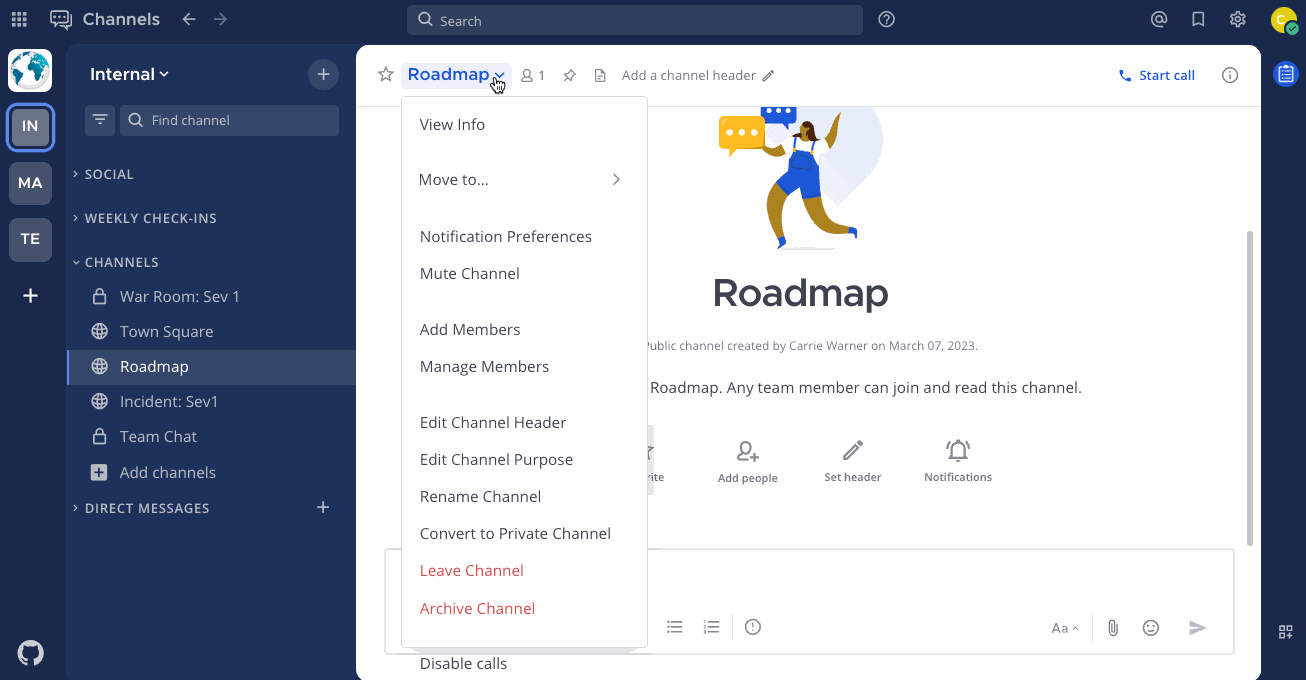 Channels
Search
C
Internal
Roadmap
1
Add a channel header
Start call
IN
MA
TE
Find channel
SOCIAL
WEEKLY CHECK-INS
CHANNELS
War Room: Sev 1
Town Square
Roadmap
Incident: Sev1
Team Chat
Add channels
DIRECT MESSAGES
View Info
Move to...
Notification Preferences
Mute Channel
Add Members
Manage Members
Edit Channel Header
Edit Channel Purpose
Rename Channel
Convert to Private Channel
Leave Channel
Archive Channel
Disable calls
Roadmap
Public channel created by Carrie Warner on March 07, 2023.
Roadmap. Any team member can join and read this channel.
Add people
Set header
Notifications
Aa